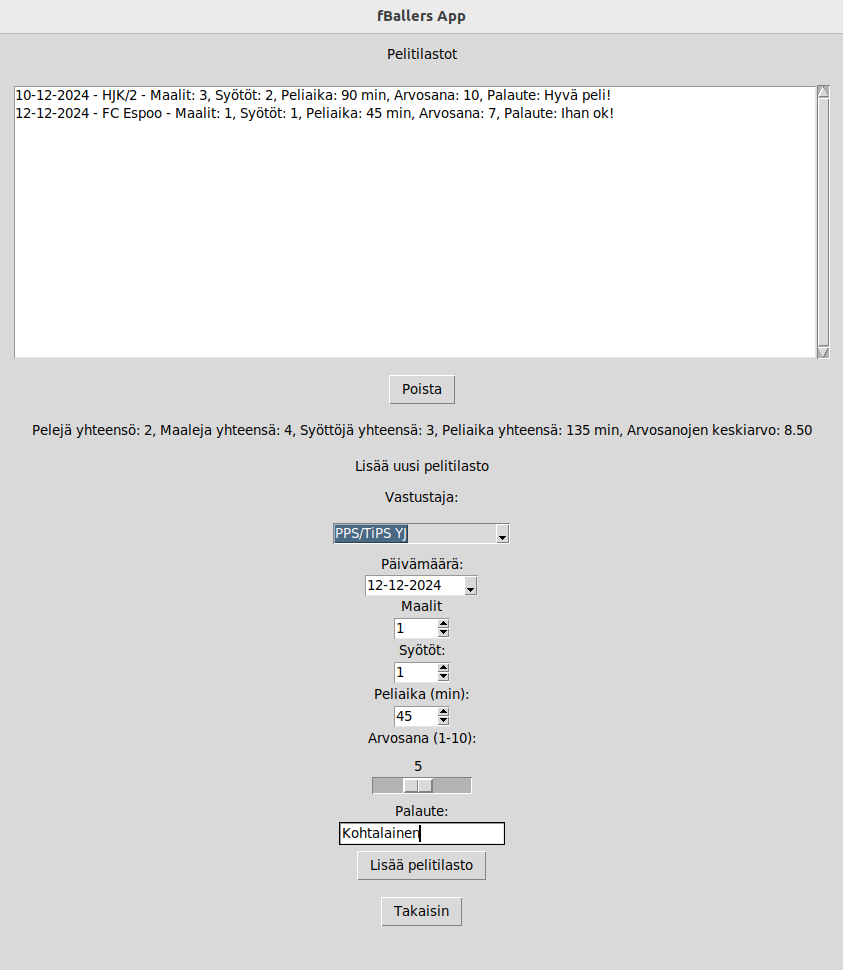 fBallers App
Pelitilastot
10-12-2024 - HJK/2 - Maalit: 3, Syötöt: 2, Peliaika: 90 min, Arvosana: 10, Palaute: Hyvä peli!
12-12-2024 - FC Espoo - Maalit: 1, Syötöt: 1, Peliaika: 45 min, Arvosana: 7, Palaute: Ihan ok!
Poista
Pelejä yhteensö: 2, Maaleja yhteensä: 4, Syöttöjä yhteensä: 3, Peliaika yhteensä: 135 min, Arvosanojen keskiarvo: 8.50
Lisää uusi pelitilasto
Vastustaja:
PPS/TiPS YJ
Päivämäärä:
12-12-2024
Maalit
1
Syötöt:
1
Peliaika (min):
45
Arvosana (1-10):
5
Palaute:
Kohtalainen
Lisää pelitilasto
Takaisin